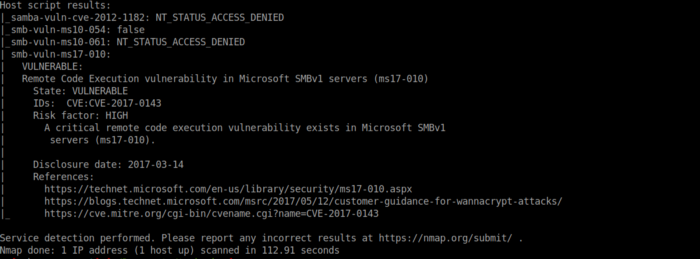 Host script results:
|_samba-vuln-cve-2012-1182: NT_STATUS_ACCESS_DENIED
|_smb-vuln-ms10-054: false
|_smb-vuln-ms10-061: NT_STATUS_ACCESS_DENIED
| smb-vuln-ms17-010:
|   VULNERABLE:
|   Remote Code Execution vulnerability in Microsoft SMBv1 servers (ms17-010)
|     State: VULNERABLE
|     IDs:  CVE:CVE-2017-0143
|     Risk factor: HIGH
|       A critical remote code execution vulnerability exists in Microsoft SMBv1
|        servers (ms17-010).
|
|     Disclosure date: 2017-03-14
|     References:
|       https://technet.microsoft.com/en-us/library/security/ms17-010.aspx
|       https://blogs.technet.microsoft.com/msrc/2017/05/12/customer-guidance-for-wannacrypt-attacks/
|_      https://cve.mitre.org/cgi-bin/cvename.cgi?name=CVE-2017-0143
Service detection performed. Please report any incorrect results at https://nmap.org/submit/ .
Nmap done: 1 IP address (1 host up) scanned in 112.91 seconds